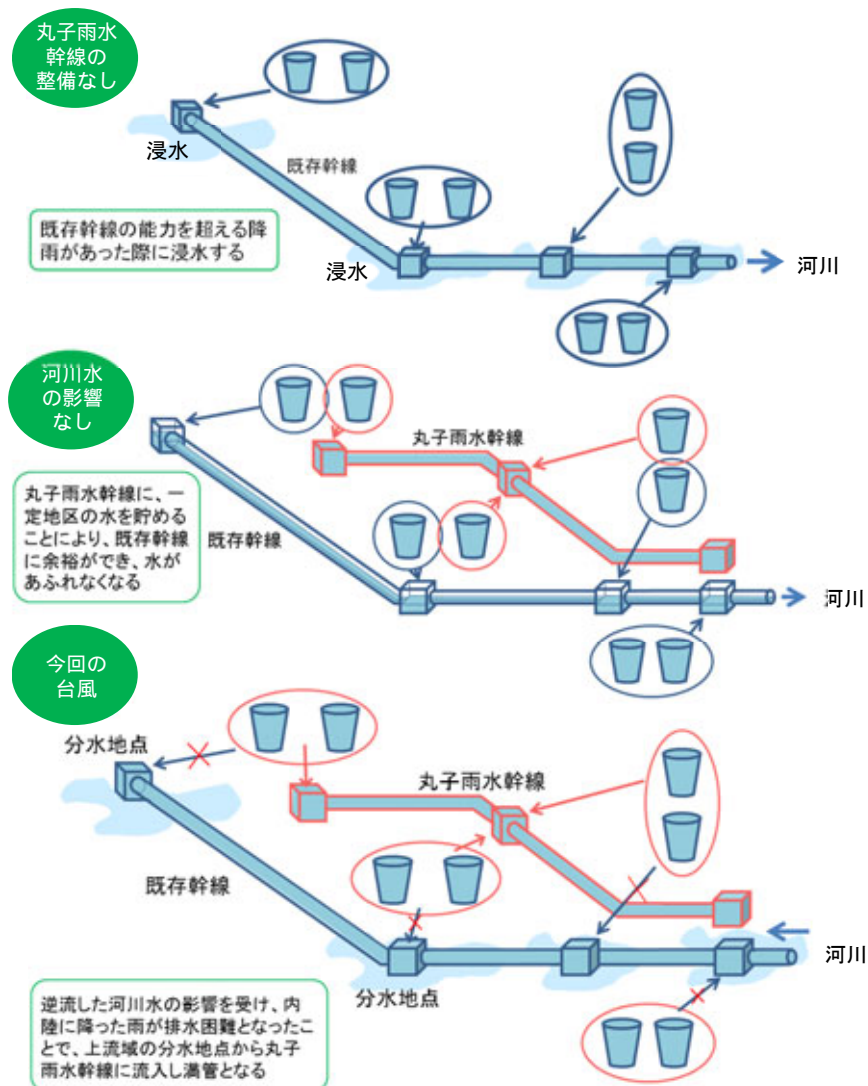 丸子雨水
幹線の
整備なし
浸水
既存幹線
既存幹線の能力を超える降
雨があった際に浸水する
浸水
河川
河川水
の影響
なし
丸子雨水幹線
丸子雨水幹線に、一
定地区の水を貯める
ことにより、既存幹線
に余裕ができ、水が
あふれなくなる
既存幹線
河川
今回の
台風
分水地点
丸子雨水幹線
既存幹線
河川
分水地点
逆流した河川水の影響を受け、内
陸に降った雨が排水困難となったこ
とで、上流域の分水地点から丸子
雨水幹線に流入し満管となる